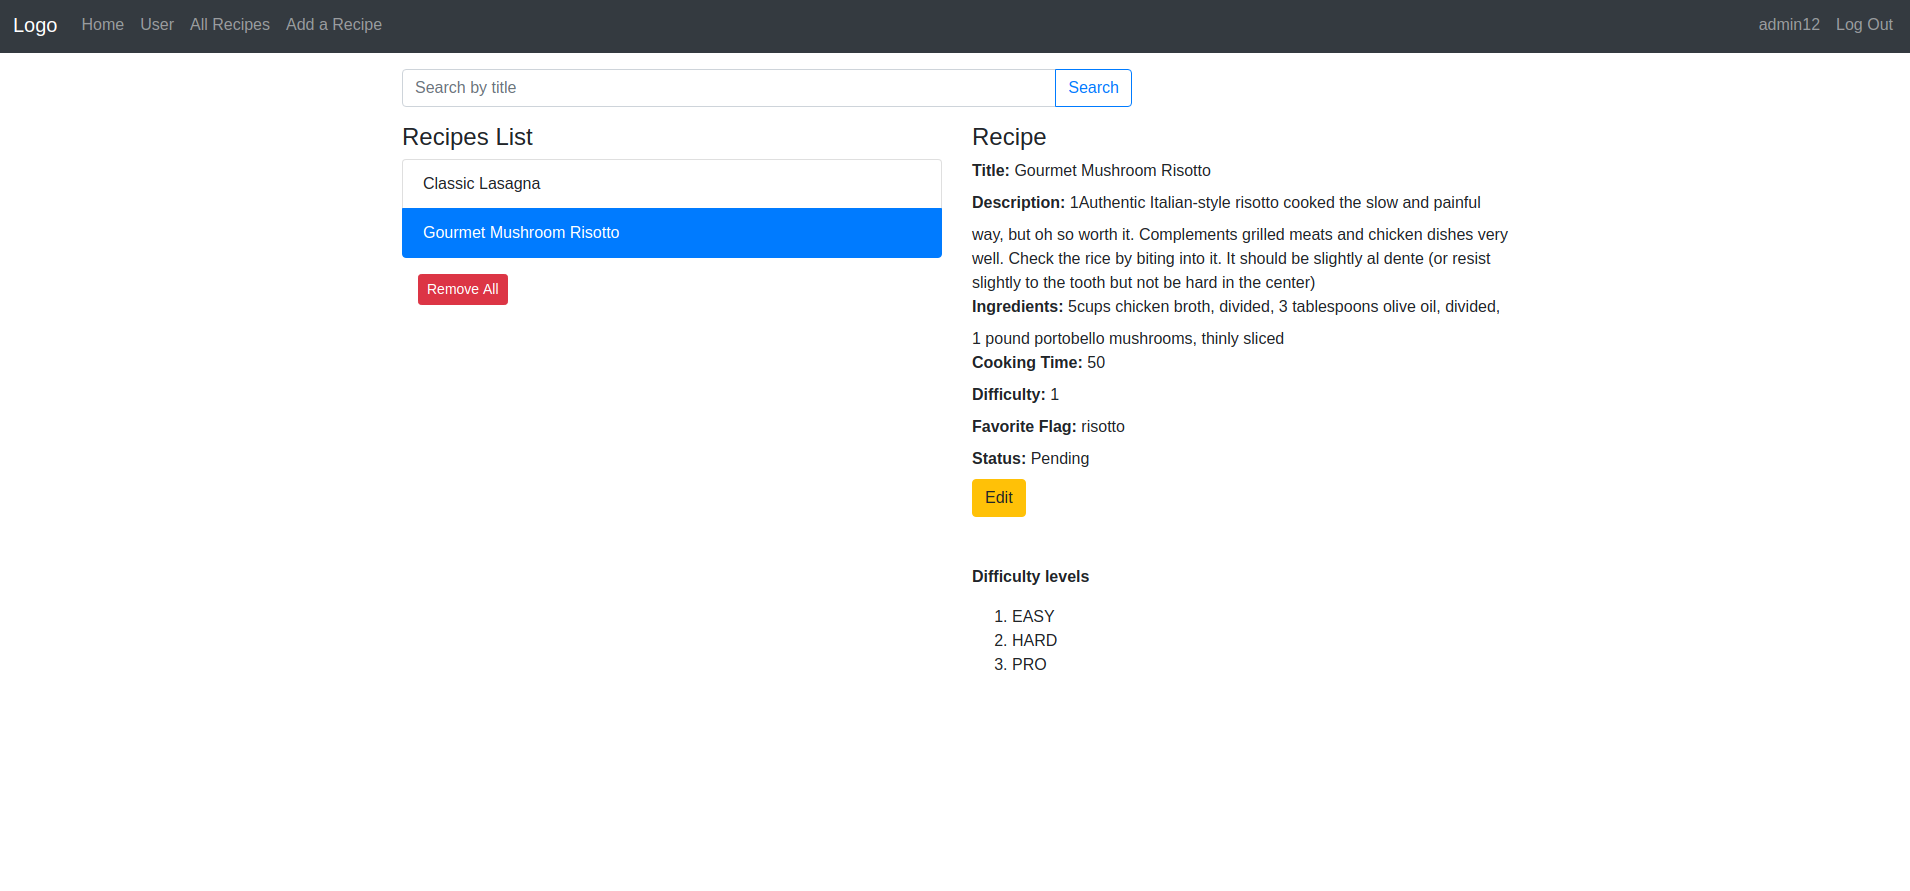 Logo Home User All Recipes Add a Recipe admin12 Log Out
Search by title Search
Recipes List
Classic Lasagna
Gourmet Mushroom Risotto
Remove All
Recipe
Title: Gourmet Mushroom Risotto
Description: 1Authentic Italian-style risotto cooked the slow and painful
way, but oh so worth it. Complements grilled meats and chicken dishes very
well. Check the rice by biting into it. It should be slightly al dente (or resist
slightly to the tooth but not be hard in the center)
Ingredients: 5cups chicken broth, divided, 3 tablespoons olive oil, divided,
1 pound portobello mushrooms, thinly sliced
Cooking Time: 50
Difficulty: 1
Favorite Flag: risotto
Status: Pending
Edit
Difficulty levels
1. EASY
2. HARD
3. PRO